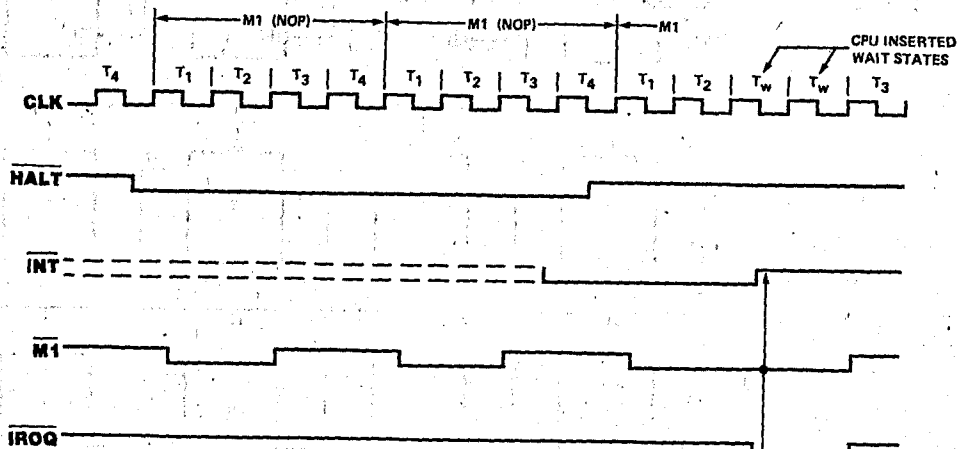 M1 (NOP) M1 (NOP) M1
CPU INSERTED
WAIT STATES
T4 T1 T2 T3 T4 T1 T2 T3 T4 T1 T2 Tw Tw T3
CLK
HALT
INT
M1
IROQ